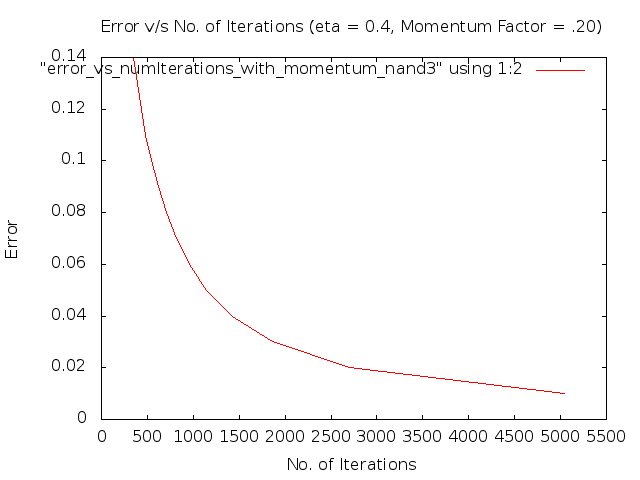 Error v/s No. of Iterations (eta = 0.4, Momentum Factor = .20)
"error_vs_numIterations_with_momentum_nand3" using 1:2
0.14
0.12
0.1
0.08
0.06
0.04
0.02
0
Error
0 500 1000 1500 2000 2500 3000 3500 4000 4500 5000 5500
No. of Iterations